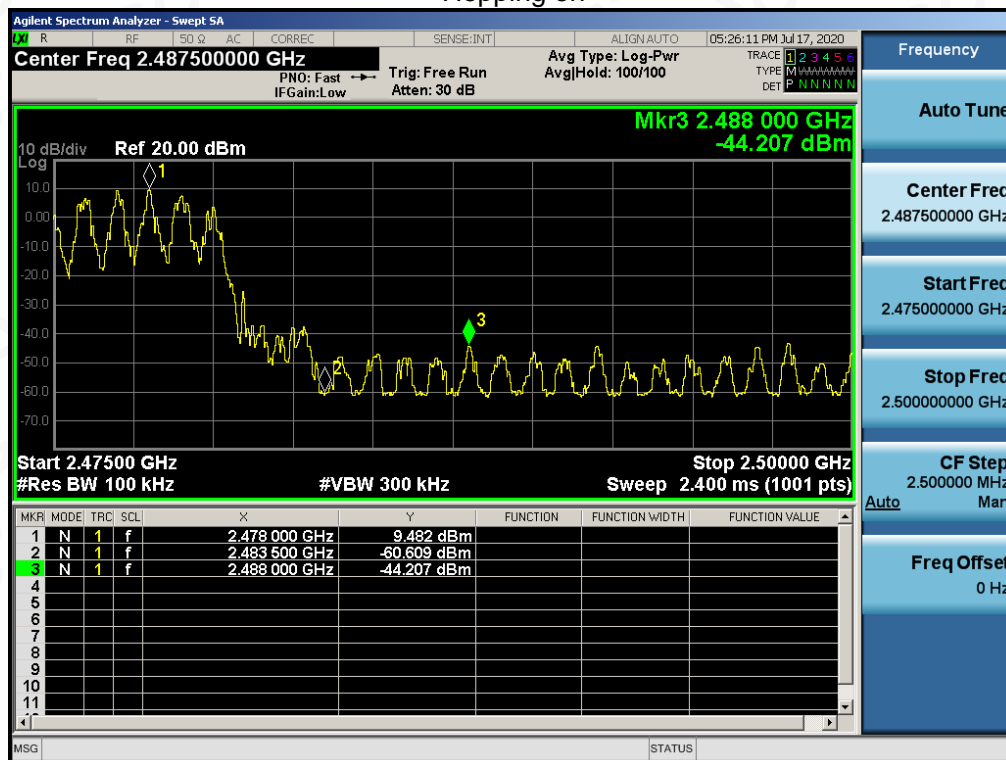 Hopping on
Agilent Spectrum Analyzer - Swept SA
LXI R RF 50 Ω AC CORREC SENSE:INT ALIGNAUTO 05:26:11 PM Jul 17, 2020
Center Freq 2.487500000 GHz
PNO: Fast
IFGain:Low
Trig: Free Run
Atten: 30 dB
Avg Type: Log-Pwr
Avg|Hold: 100/100
TRACE 1 2 3 4 5 6
TYPE M WWWWW
DET P N N N N N
Mkr3 2.488 000 GHz
-44.207 dBm
10 dB/div Ref 20.00 dBm
Log
10.0
0.00
-10.0
-20.0
-30.0
-40.0
-50.0
-60.0
-70.0
1
2
3
Start 2.47500 GHz Stop 2.50000 GHz
#Res BW 100 kHz #VBW 300 kHz Sweep 2.400 ms (1001 pts)
MKR MODE TRC SCL X Y FUNCTION FUNCTION WIDTH FUNCTION VALUE
1 N 1 f 2.478 000 GHz 9.482 dBm
2 N 1 f 2.483 500 GHz -60.609 dBm
3 N 1 f 2.488 000 GHz -44.207 dBm
4
5
6
7
8
9
10
11
MSG STATUS
Frequency
Auto Tune
Center Freq
2.487500000 GHz
Start Freq
2.475000000 GHz
Stop Freq
2.500000000 GHz
CF Step
2.500000 MHz
Auto Man
Freq Offset
0 Hz